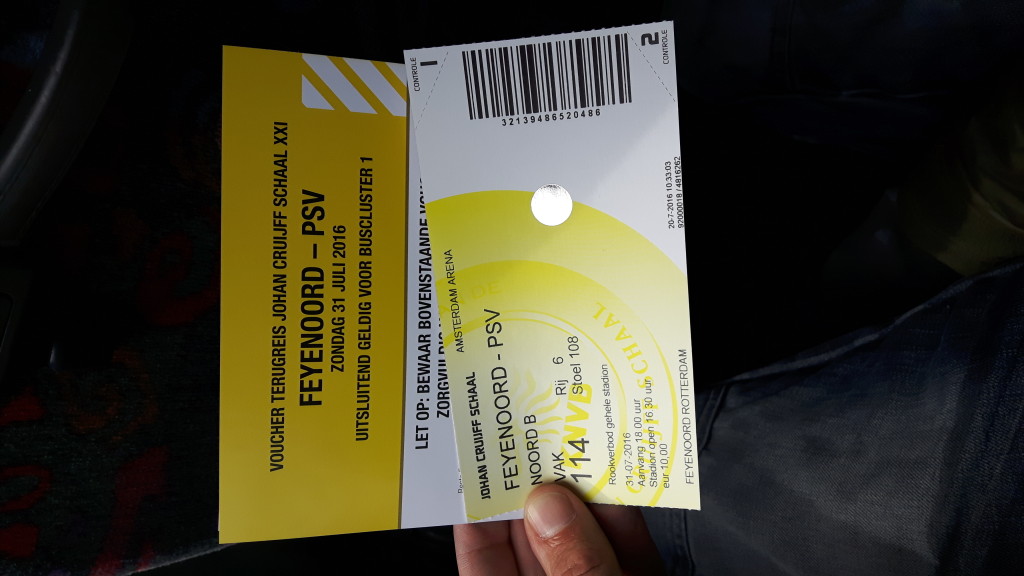 VOUCHER TERUGREIS JOHAN CRUIJFF SCHAAL XXI
FEYENOORD – PSV
ZONDAG 31 JULI 2016
UITSLUITEND GELDIG VOOR BUSCLUSTER 1
LET OP: BEWAAR BOVENSTAANDE
CONTROLE
1
2
CONTROLE
32139486520486
20-7-2016 10:33:03
92000018 / 4816262
AMSTERDAM ARENA
JOHAN CRUIJFF SCHAAL
FEYENOORD - PSV
NOORD B
VAK Rij 6
114 Stoel 108
Rookverbod gehele stadion
31-07-2016
Aanvang 18.00 uur
Stadion open 16.30 uur
eur 10,00
FEYENOORD ROTTERDAM
SCHAAL